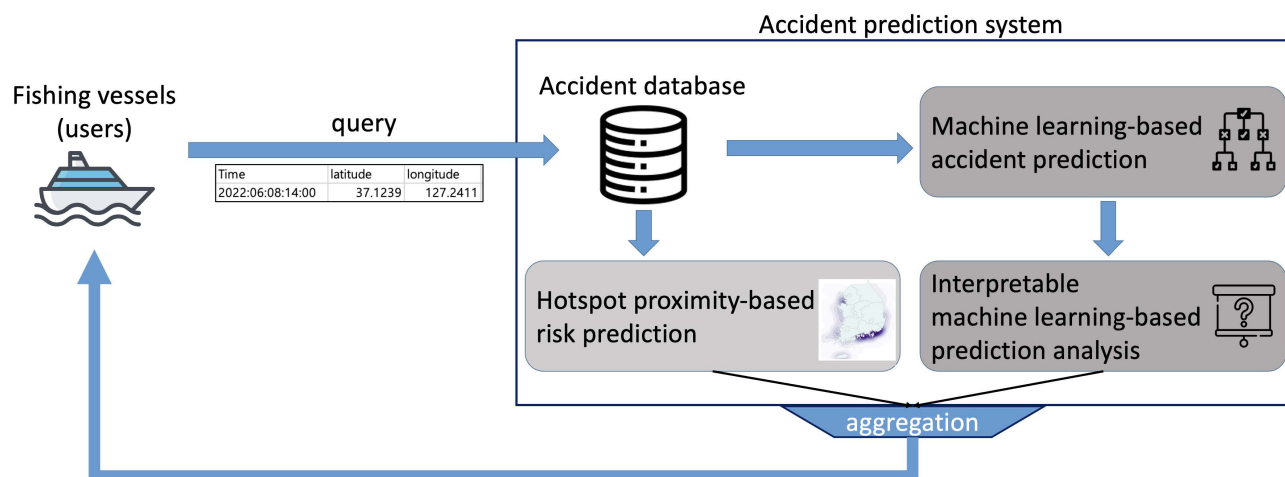 Accident prediction system
Fishing vessels
(users)
query
Time latitude longitude
2022:06:08:14:00 37.1239 127.2411
Accident database
Machine learning-based
accident prediction
Hotspot proximity-based
risk prediction
Interpretable
machine learning-based
prediction analysis
?
aggregation